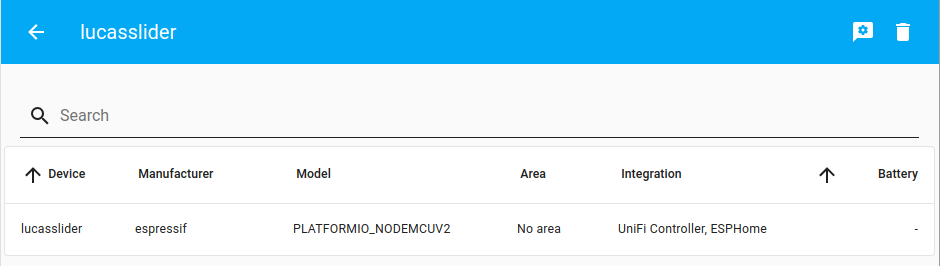 lucasslider
Search
Device Manufacturer Model Area Integration Battery
lucasslider espressif PLATFORMIO_NODEMCUV2 No area UniFi Controller, ESPHome -